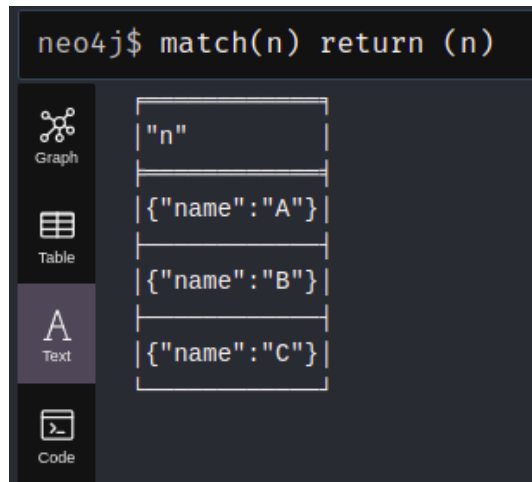 neo4j$ match(n) return (n)
Graph
Table
Text
Code
"n"
{"name":"A"}
{"name":"B"}
{"name":"C"}